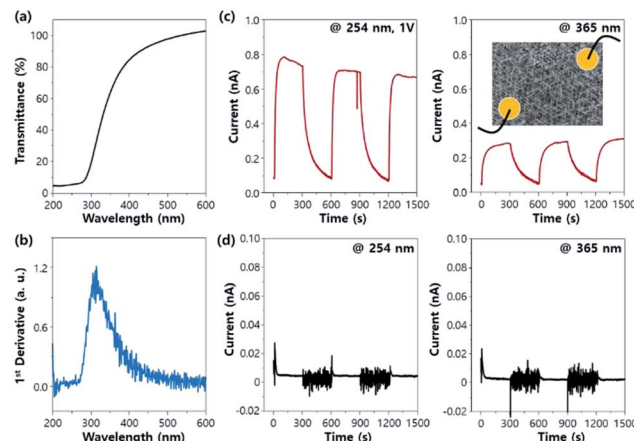 (a)
100
80
60
40
20
0
Transmittance (%)
200 300 400 500 600
Wavelength (nm)
(c)
@ 254 nm, 1V
1.0
0.8
0.6
0.4
0.2
0.0
Current (nA)
0 300 600 900 1200 1500
Time (s)
@ 365 nm
1.0
0.8
0.6
0.4
0.2
0.0
Current (nA)
0 300 600 900 1200 1500
Time (s)
(b)
1.2
0.6
0.0
1st Derivative (a. u.)
200 300 400 500 600
Wavelength (nm)
(d)
@ 254 nm
0.10
0.08
0.06
0.04
0.02
0
-0.02
Current (nA)
0 300 600 900 1200 1500
Time (s)
@ 365 nm
0.10
0.08
0.06
0.04
0.02
0
-0.02
Current (nA)
0 300 600 900 1200 1500
Time (s)